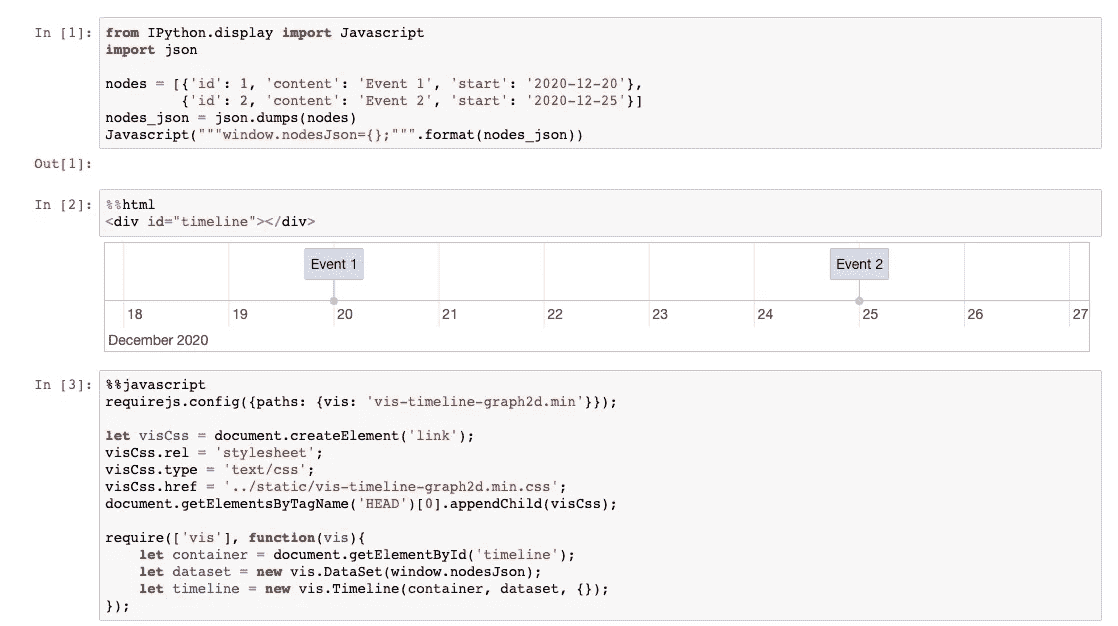 In [1]: from IPython.display import Javascript
import json
nodes = [{'id': 1, 'content': 'Event 1', 'start': '2020-12-20'},
{'id': 2, 'content': 'Event 2', 'start': '2020-12-25'}]
nodes_json = json.dumps(nodes)
Javascript("""window.nodesJson={};""".format(nodes_json))
Out[1]:
In [2]: %%html
<div id="timeline"></div>
Event 1 Event 2
18 19 20 21 22 23 24 25 26 27
December 2020
In [3]: %%javascript
requirejs.config({paths: {vis: 'vis-timeline-graph2d.min'}});
let visCss = document.createElement('link');
visCss.rel = 'stylesheet';
visCss.type = 'text/css';
visCss.href = '../static/vis-timeline-graph2d.min.css';
document.getElementsByTagName('HEAD')[0].appendChild(visCss);
require(['vis'], function(vis){
let container = document.getElementById('timeline');
let dataset = new vis.DataSet(window.nodesJson);
let timeline = new vis.Timeline(container, dataset, {});
});